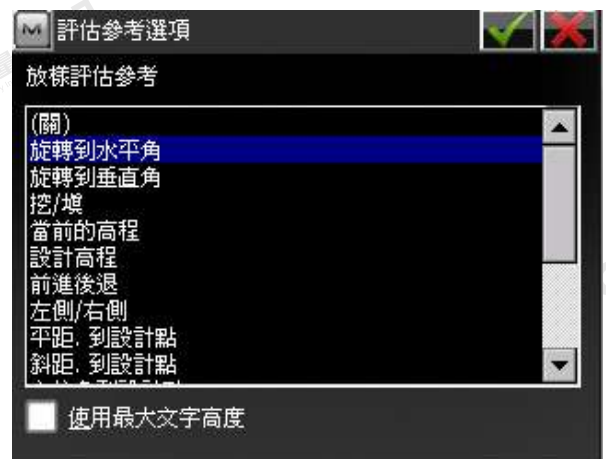 評估參考選項
放樣評估參考
(關)
旋轉到水平角
旋轉到垂直角
挖/填
當前的高程
設計高程
前進後退
左側/右側
平距. 到設計點
斜距. 到設計點
使用最大文字高度